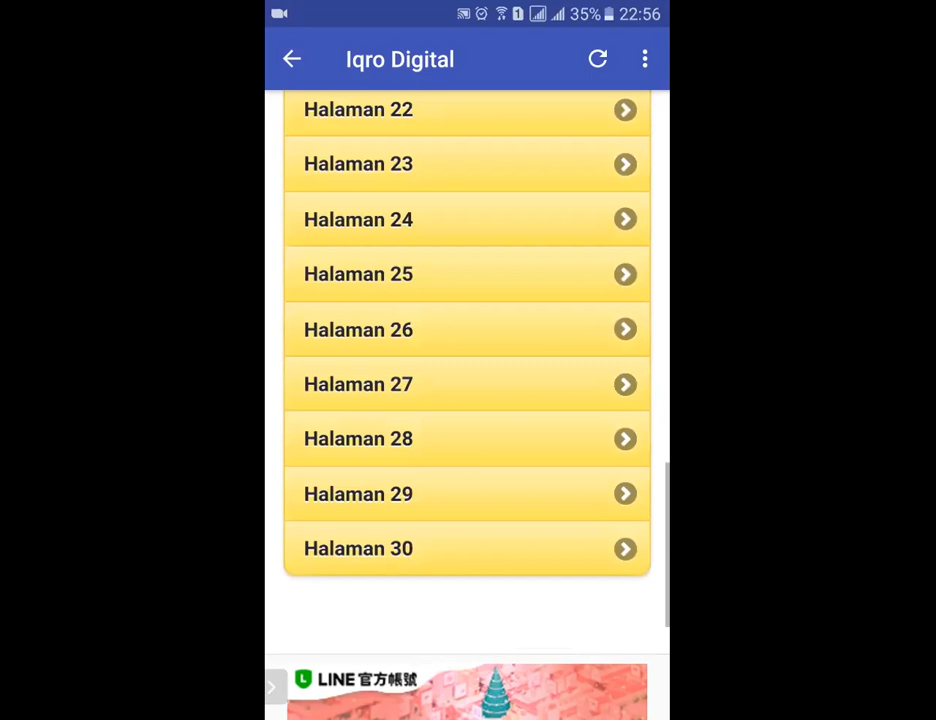 1 35% 22:56
Iqro Digital
Halaman 22
Halaman 23
Halaman 24
Halaman 25
Halaman 26
Halaman 27
Halaman 28
Halaman 29
Halaman 30
L LINE 官方帳號